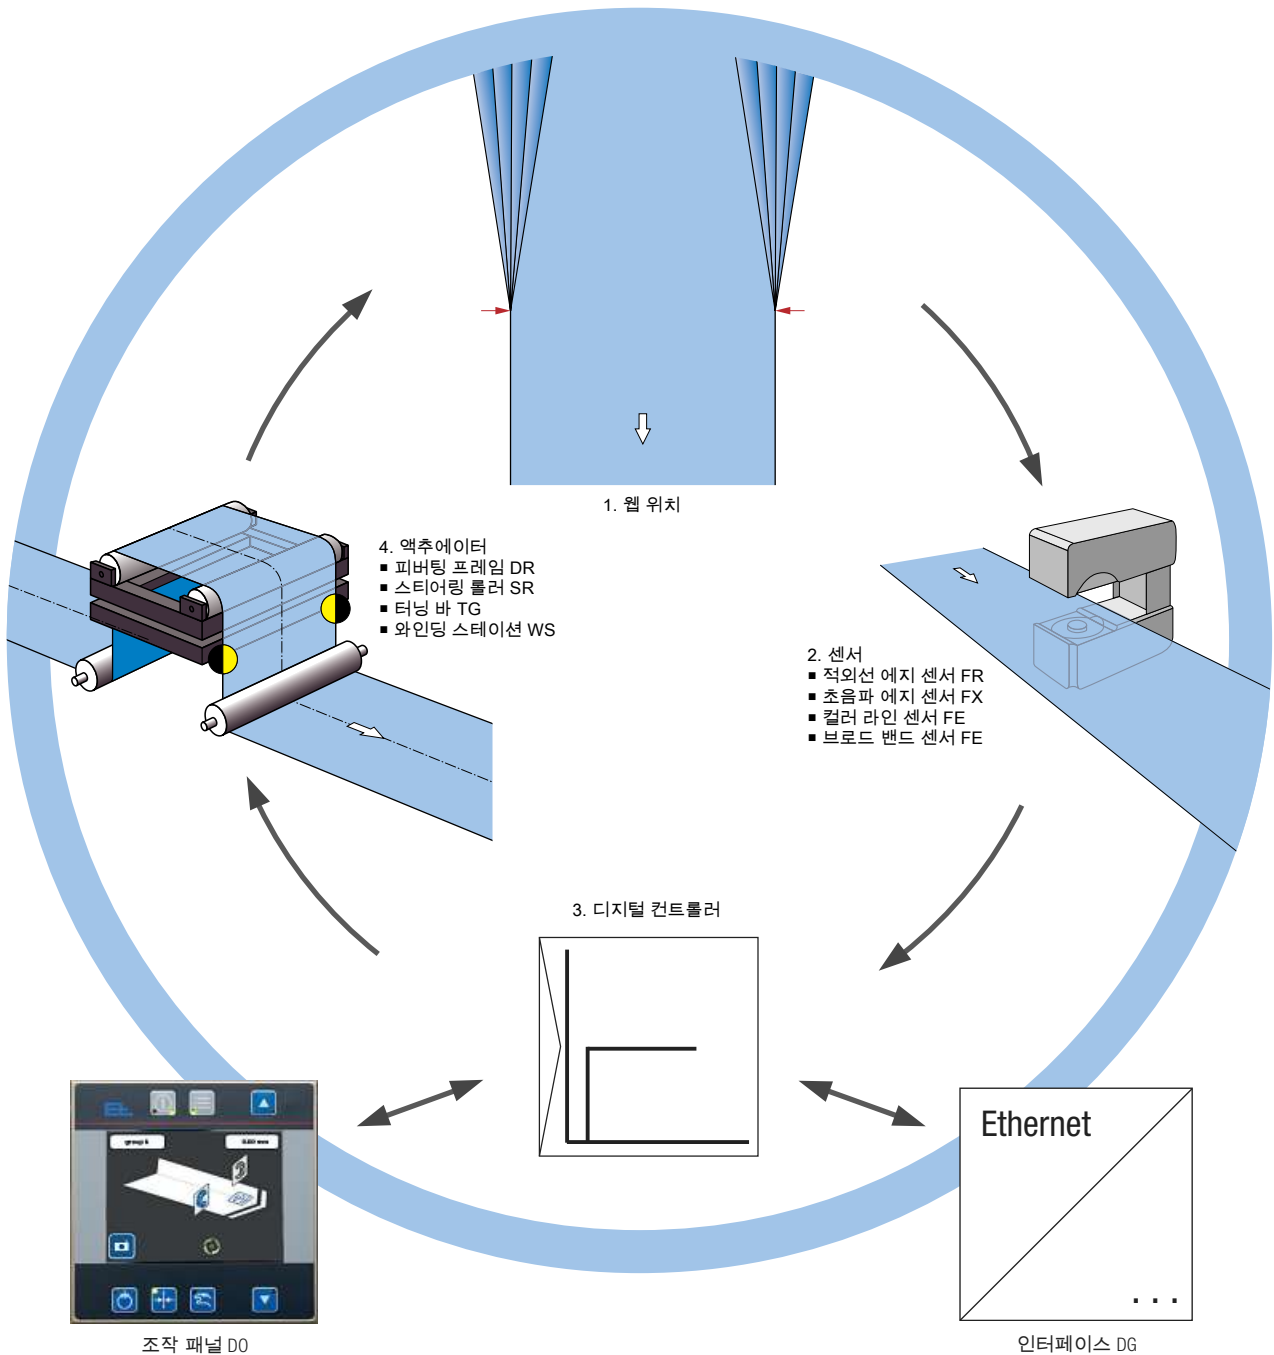 1. 웹 위치
4. 액추에이터
■ 피버팅 프레임 DR
■ 스티어링 롤러 SR
■ 터닝 바 TG
■ 와인딩 스테이션 WS
2. 센서
■ 적외선 에지 센서 FR
■ 초음파 에지 센서 FX
■ 컬러 라인 센서 FE
■ 브로드 밴드 센서 FE
3. 디지털 컨트롤러
Ethernet
. . .
조작 패널 DO
인터페이스 DG